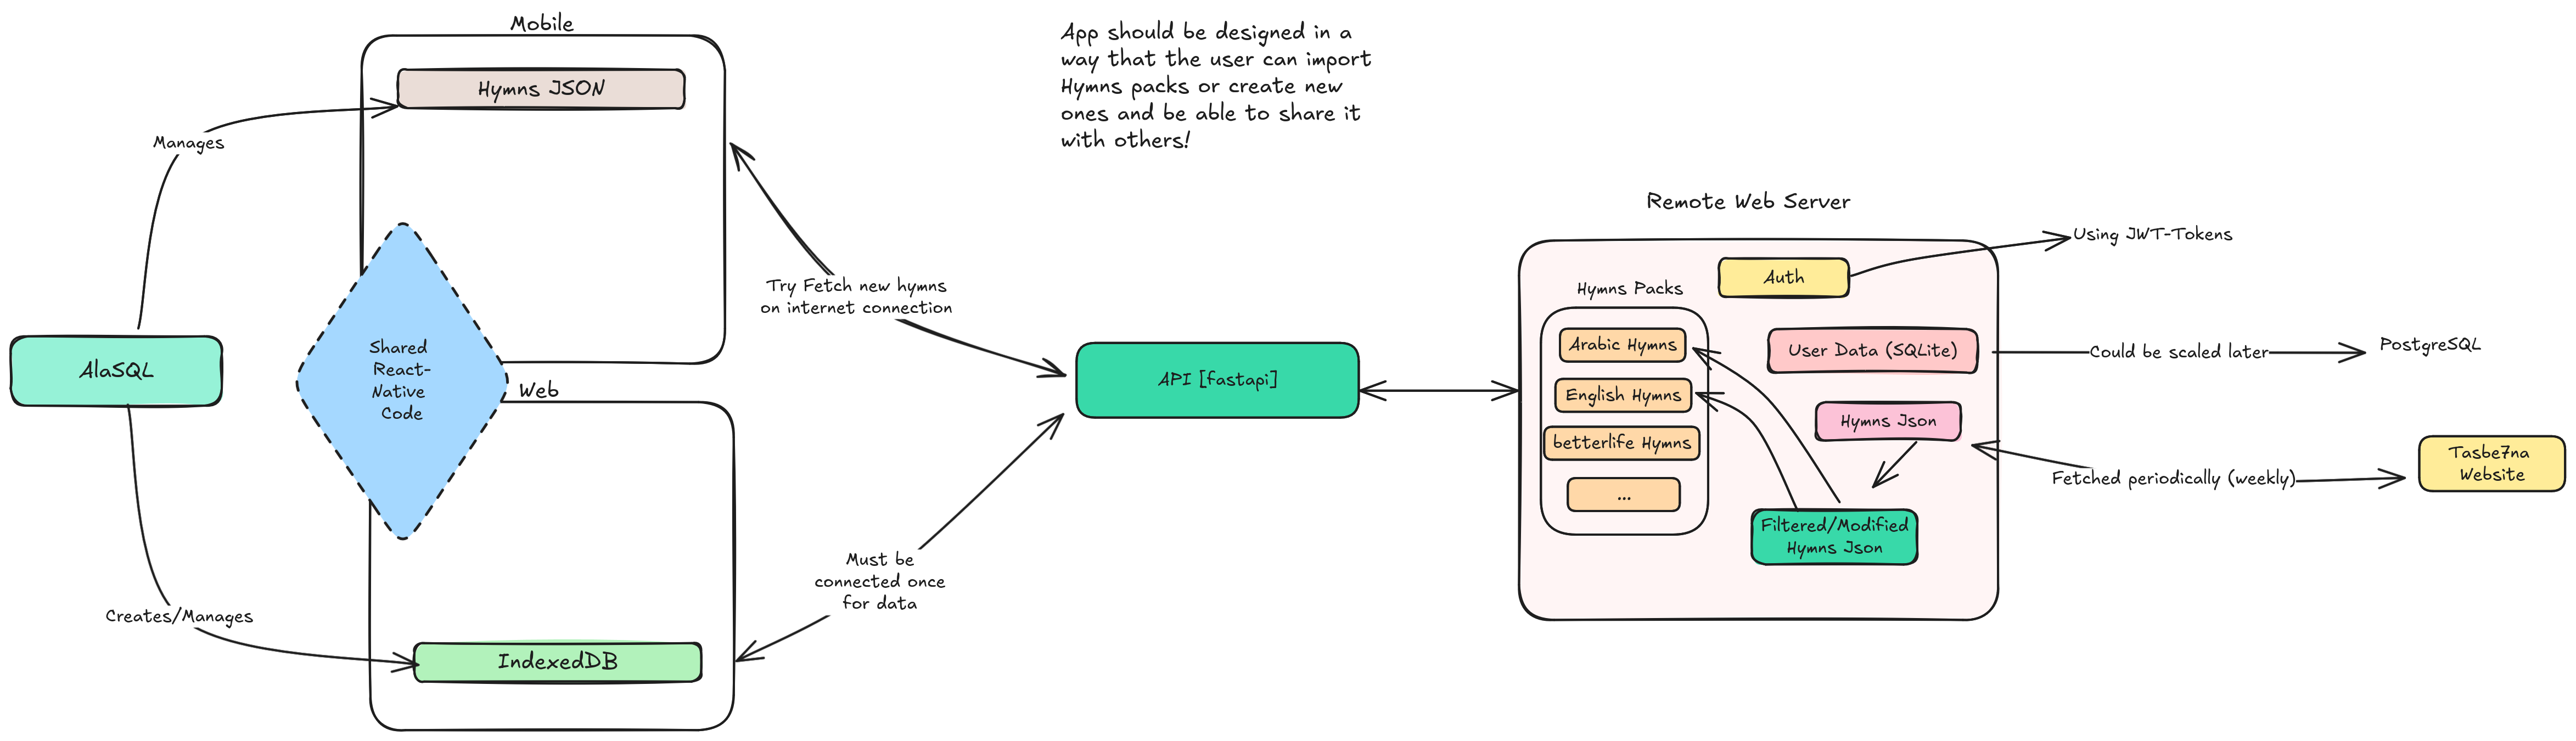 Mobile
Hymns JSON
Manages
App should be designed in a
way that the user can import
Hymns packs or create new
ones and be able to share it
with others!
Shared
React-
Native
Code
AlaSQL
Web
Creates/Manages
IndexedDB
Try Fetch new hymns
on internet connection
Must be
connected once
for data
API [fastapi]
Remote Web Server
Auth
Using JWT-Tokens
Hymns Packs
Arabic Hymns
English Hymns
betterlife Hymns
...
User Data (SQLite)
Could be scaled later
PostgreSQL
Hymns Json
Filtered/Modified
Hymns Json
Fetched periodically (weekly)
Tasbe7na
Website